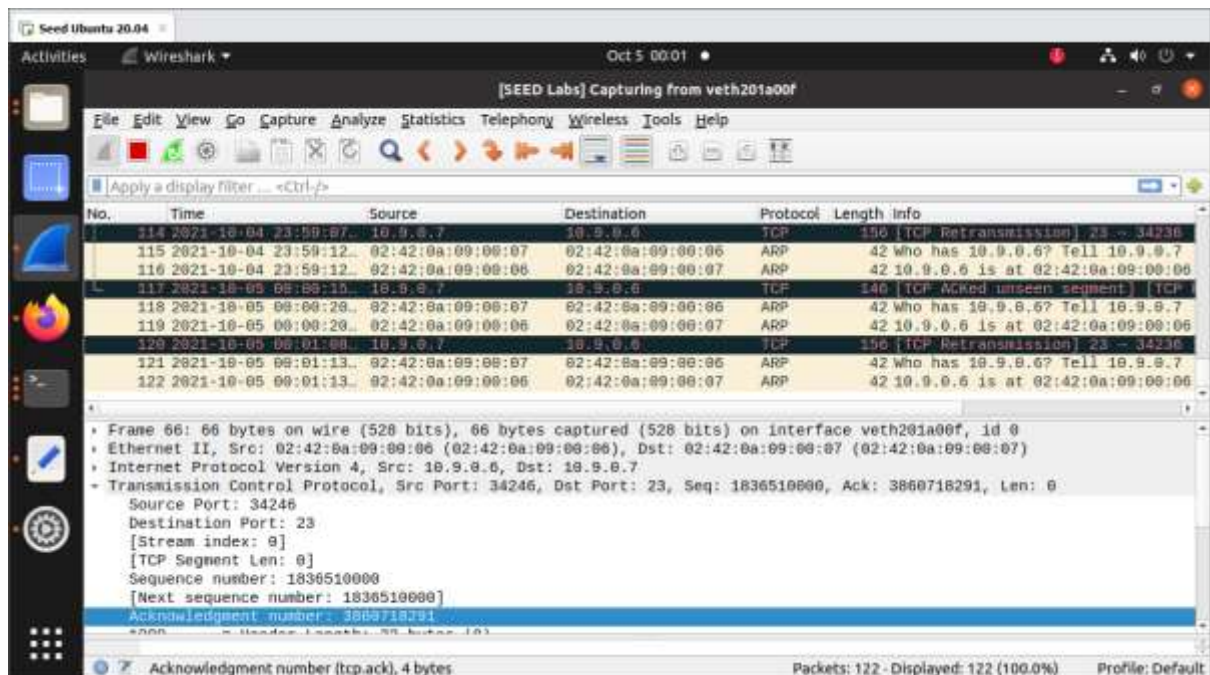 Seed Ubuntu 20.04
Activities Wireshark Oct 5 00:01
[SEED Labs] Capturing from veth201a00f
File Edit View Go Capture Analyze Statistics Telephony Wireless Tools Help
Apply a display filter ... <Ctrl-/>
No. Time Source Destination Protocol Length Info
114 2021-10-04 23:59:07… 10.9.0.7 10.9.0.6 TCP 156 [TCP Retransmission] 23 → 34236
115 2021-10-04 23:59:12… 02:42:0a:09:00:07 02:42:0a:09:00:06 ARP 42 Who has 10.9.0.6? Tell 10.9.0.7
116 2021-10-04 23:59:12… 02:42:0a:09:00:06 02:42:0a:09:00:07 ARP 42 10.9.0.6 is at 02:42:0a:09:00:06
117 2021-10-05 00:00:15… 10.9.0.7 10.9.0.6 TCP 146 [TCP ACKed unseen segment] [TCP
118 2021-10-05 00:00:20… 02:42:0a:09:00:07 02:42:0a:09:00:06 ARP 42 Who has 10.9.0.6? Tell 10.9.0.7
119 2021-10-05 00:00:20… 02:42:0a:09:00:06 02:42:0a:09:00:07 ARP 42 10.9.0.6 is at 02:42:0a:09:00:06
120 2021-10-05 00:01:08… 10.9.0.7 10.9.0.6 TCP 156 [TCP Retransmission] 23 → 34236
121 2021-10-05 00:01:13… 02:42:0a:09:00:07 02:42:0a:09:00:06 ARP 42 Who has 10.9.0.6? Tell 10.9.0.7
122 2021-10-05 00:01:13… 02:42:0a:09:00:06 02:42:0a:09:00:07 ARP 42 10.9.0.6 is at 02:42:0a:09:00:06
Frame 66: 66 bytes on wire (528 bits), 66 bytes captured (528 bits) on interface veth201a00f, id 0
Ethernet II, Src: 02:42:0a:09:00:06 (02:42:0a:09:00:06), Dst: 02:42:0a:09:00:07 (02:42:0a:09:00:07)
Internet Protocol Version 4, Src: 10.9.0.6, Dst: 10.9.0.7
Transmission Control Protocol, Src Port: 34246, Dst Port: 23, Seq: 1836510000, Ack: 3860718291, Len: 0
Source Port: 34246
Destination Port: 23
[Stream index: 9]
[TCP Segment Len: 0]
Sequence number: 1836510000
[Next sequence number: 1836510000]
Acknowledgment number: 3860718291
Acknowledgment number (tcp.ack), 4 bytes Packets: 122 · Displayed: 122 (100.0%) Profile: Default